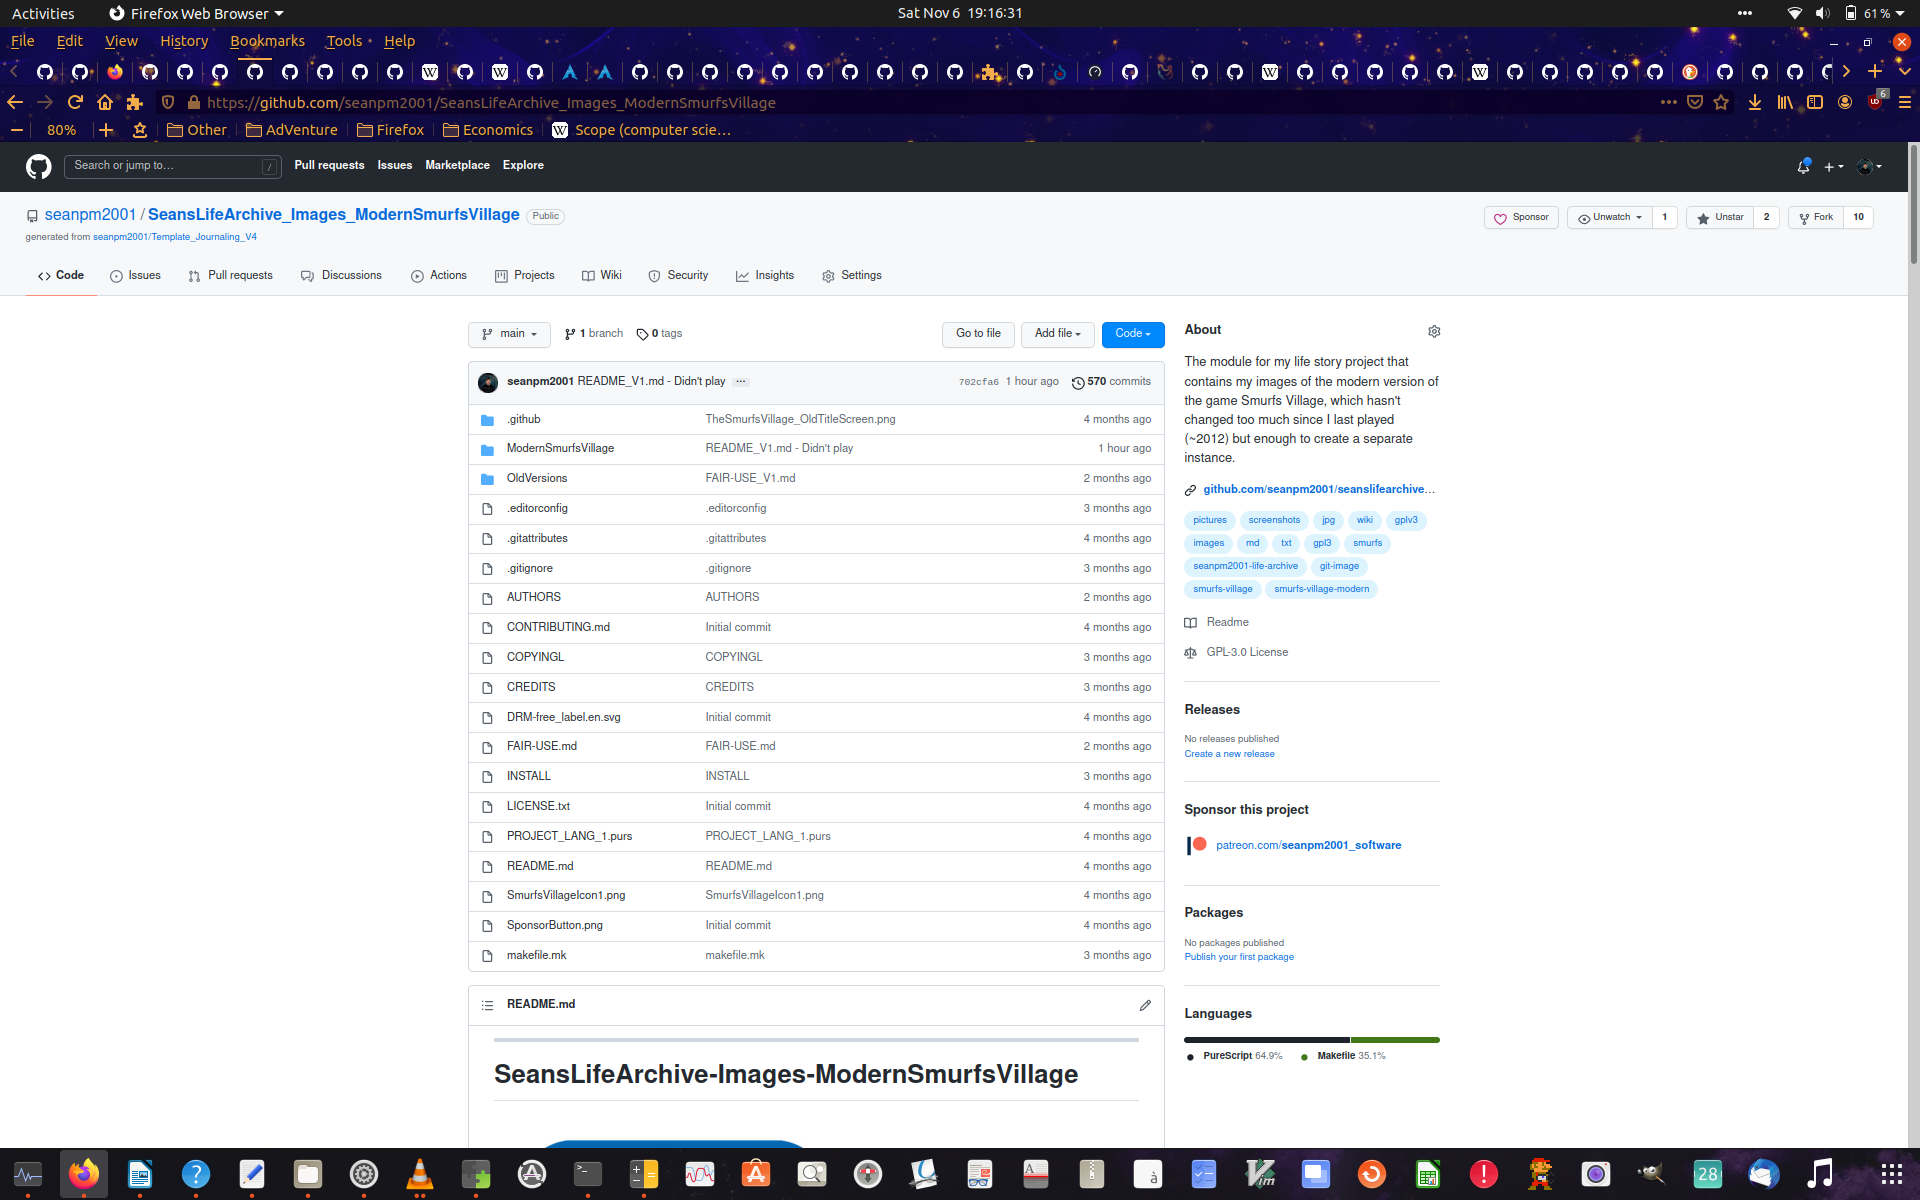 Activities Firefox Web Browser Sat Nov 6 19:16:31 61 %
File Edit View History Bookmarks Tools Help
https://github.com/seanpm2001/SeansLifeArchive_Images_ModernSmurfsVillage 6
80% Other AdVenture Firefox Economics W Scope (computer scie…
Search or jump to… / Pull requests Issues Marketplace Explore
seanpm2001 / SeansLifeArchive_Images_ModernSmurfsVillage Public Sponsor Unwatch 1 Unstar 2 Fork 10
generated from seanpm2001/Template_Journaling_V4
Code Issues Pull requests Discussions Actions Projects Wiki Security Insights Settings
main 1 branch 0 tags Go to file Add file Code
seanpm2001 README_V1.md - Didn't play … 702cfa6 1 hour ago 570 commits
.github TheSmurfsVillage_OldTitleScreen.png 4 months ago
ModernSmurfsVillage README_V1.md - Didn't play 1 hour ago
OldVersions FAIR-USE_V1.md 2 months ago
.editorconfig .editorconfig 3 months ago
.gitattributes .gitattributes 4 months ago
.gitignore .gitignore 3 months ago
AUTHORS AUTHORS 2 months ago
CONTRIBUTING.md Initial commit 4 months ago
COPYINGL COPYINGL 3 months ago
CREDITS CREDITS 3 months ago
DRM-free_label.en.svg Initial commit 4 months ago
FAIR-USE.md FAIR-USE.md 2 months ago
INSTALL INSTALL 3 months ago
LICENSE.txt Initial commit 4 months ago
PROJECT_LANG_1.purs PROJECT_LANG_1.purs 4 months ago
README.md README.md 4 months ago
SmurfsVillageIcon1.png SmurfsVillageIcon1.png 4 months ago
SponsorButton.png Initial commit 4 months ago
makefile.mk makefile.mk 3 months ago
README.md
SeansLifeArchive-Images-ModernSmurfsVillage
About
The module for my life story project that
contains my images of the modern version of
the game Smurfs Village, which hasn't
changed too much since I last played
(~2012) but enough to create a separate
instance.
github.com/seanpm2001/seanslifearchive…
pictures screenshots jpg wiki gplv3
images md txt gpl3 smurfs
seanpm2001-life-archive git-image
smurfs-village smurfs-village-modern
Readme
GPL-3.0 License
Releases
No releases published
Create a new release
Sponsor this project
patreon.com/seanpm2001_software
Packages
No packages published
Publish your first package
Languages
PureScript 64.9% Makefile 35.1%
28